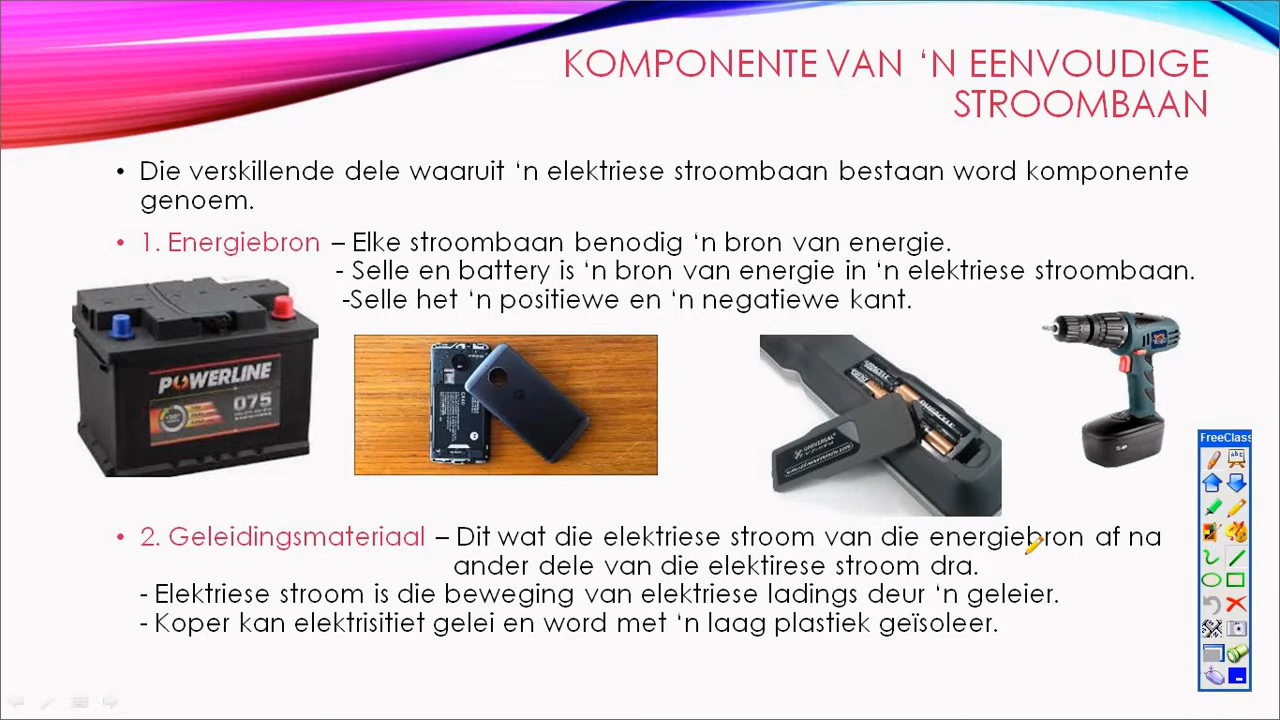 KOMPONENTE VAN ‘N EENVOUDIGE
STROOMBAAN
• Die verskillende dele waaruit ‘n elektriese stroombaan bestaan word komponente
genoem.
• 1. Energiebron – Elke stroombaan benodig ‘n bron van energie.
- Selle en battery is ‘n bron van energie in ‘n elektriese stroombaan.
-Selle het ‘n positiewe en ‘n negatiewe kant.
POWERLINE
075
UNIVERSAL
DURACELL
• 2. Geleidingsmateriaal – Dit wat die elektriese stroom van die energiebron af na
ander dele van die elektirese stroom dra.
- Elektriese stroom is die beweging van elektriese ladings deur ‘n geleier.
- Koper kan elektrisitiet gelei en word met ‘n laag plastiek geïsoleer.
FreeClass
abc